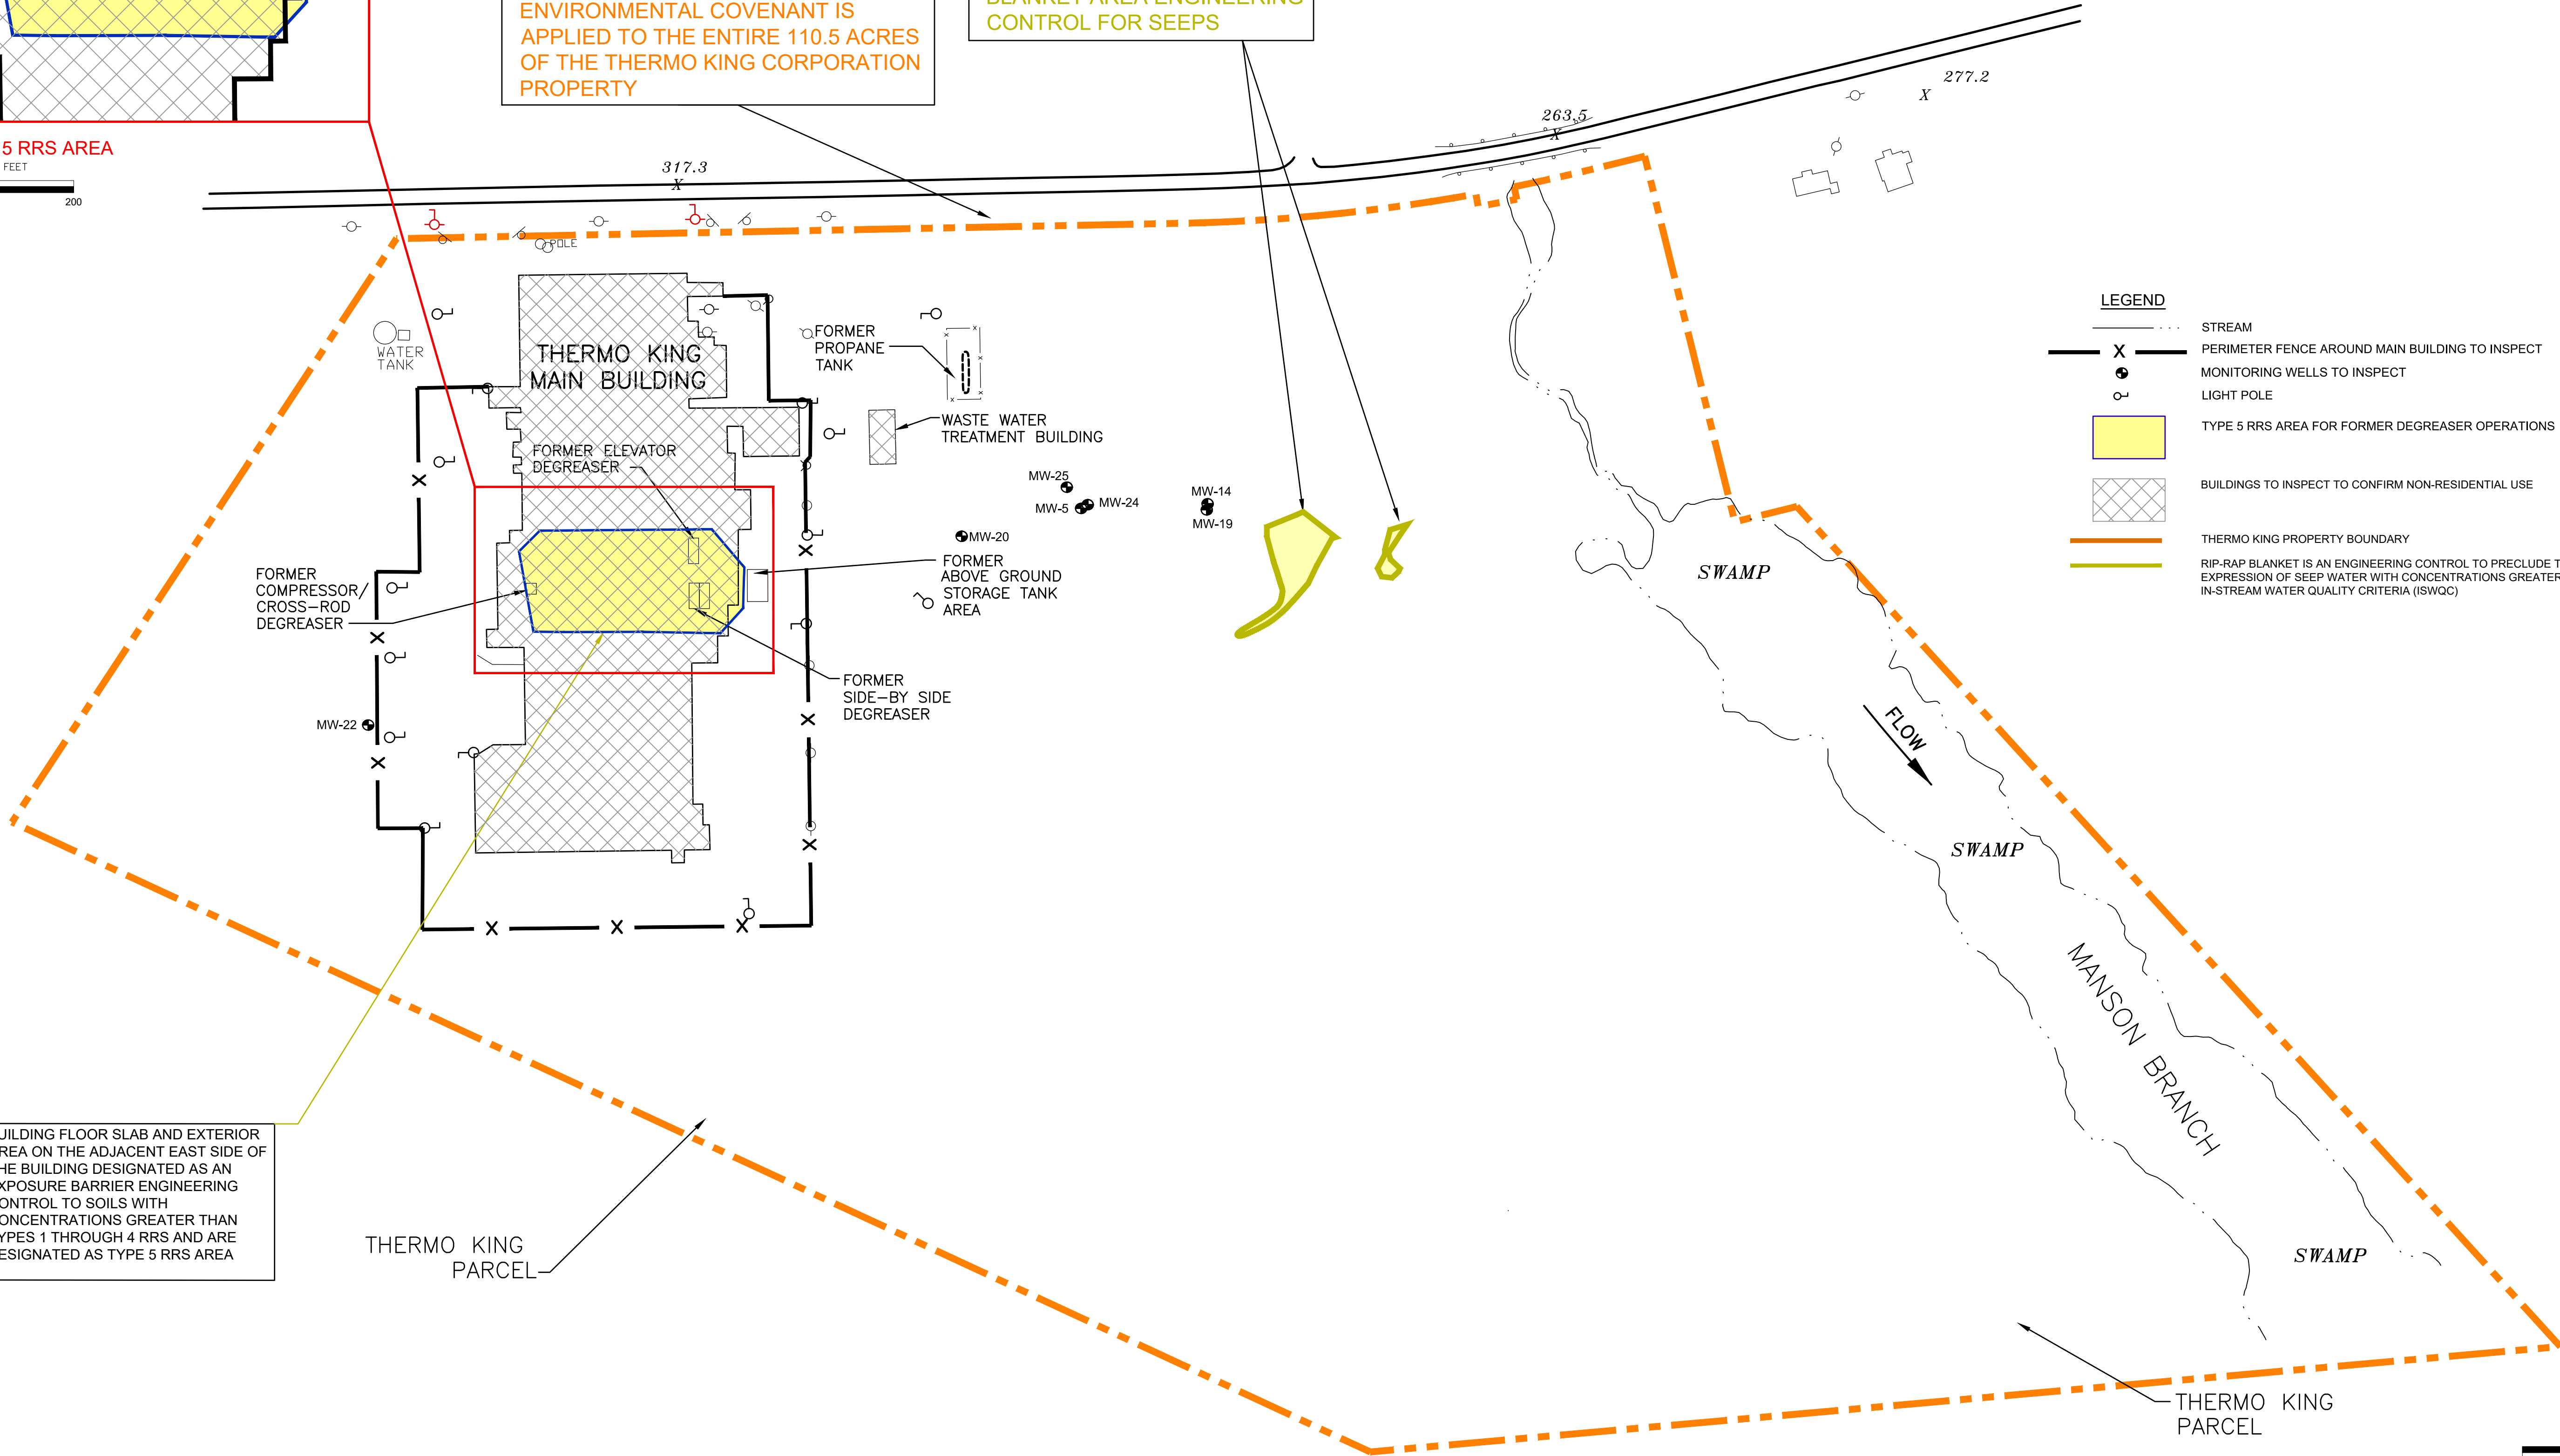 ENVIRONMENTAL COVENANT IS
APPLIED TO THE ENTIRE 110.5 ACRES
OF THE THERMO KING CORPORATION
PROPERTY
BLANKET AREA ENGINEERING
CONTROL FOR SEEPS
5 RRS AREA
FEET
200
317.3
X
263.5
X
277.2
X
POLE
WATER
TANK
THERMO KING
MAIN BUILDING
FORMER
PROPANE
TANK
WASTE WATER
TREATMENT BUILDING
FORMER ELEVATOR
DEGREASER
MW-25
MW-5
MW-24
MW-14
MW-19
MW-20
FORMER
ABOVE GROUND
STORAGE TANK
AREA
FORMER
COMPRESSOR/
CROSS-ROD
DEGREASER
FORMER
SIDE-BY SIDE
DEGREASER
MW-22
SWAMP
FLOW
SWAMP
MANSON BRANCH
SWAMP
LEGEND
STREAM
X PERIMETER FENCE AROUND MAIN BUILDING TO INSPECT
MONITORING WELLS TO INSPECT
LIGHT POLE
TYPE 5 RRS AREA FOR FORMER DEGREASER OPERATIONS
BUILDINGS TO INSPECT TO CONFIRM NON-RESIDENTIAL USE
THERMO KING PROPERTY BOUNDARY
RIP-RAP BLANKET IS AN ENGINEERING CONTROL TO PRECLUDE T
EXPRESSION OF SEEP WATER WITH CONCENTRATIONS GREATER
IN-STREAM WATER QUALITY CRITERIA (ISWQC)
UILDING FLOOR SLAB AND EXTERIOR
REA ON THE ADJACENT EAST SIDE OF
HE BUILDING DESIGNATED AS AN
XPOSURE BARRIER ENGINEERING
ONTROL TO SOILS WITH
ONCENTRATIONS GREATER THAN
YPES 1 THROUGH 4 RRS AND ARE
ESIGNATED AS TYPE 5 RRS AREA
THERMO KING
PARCEL
THERMO KING
PARCEL